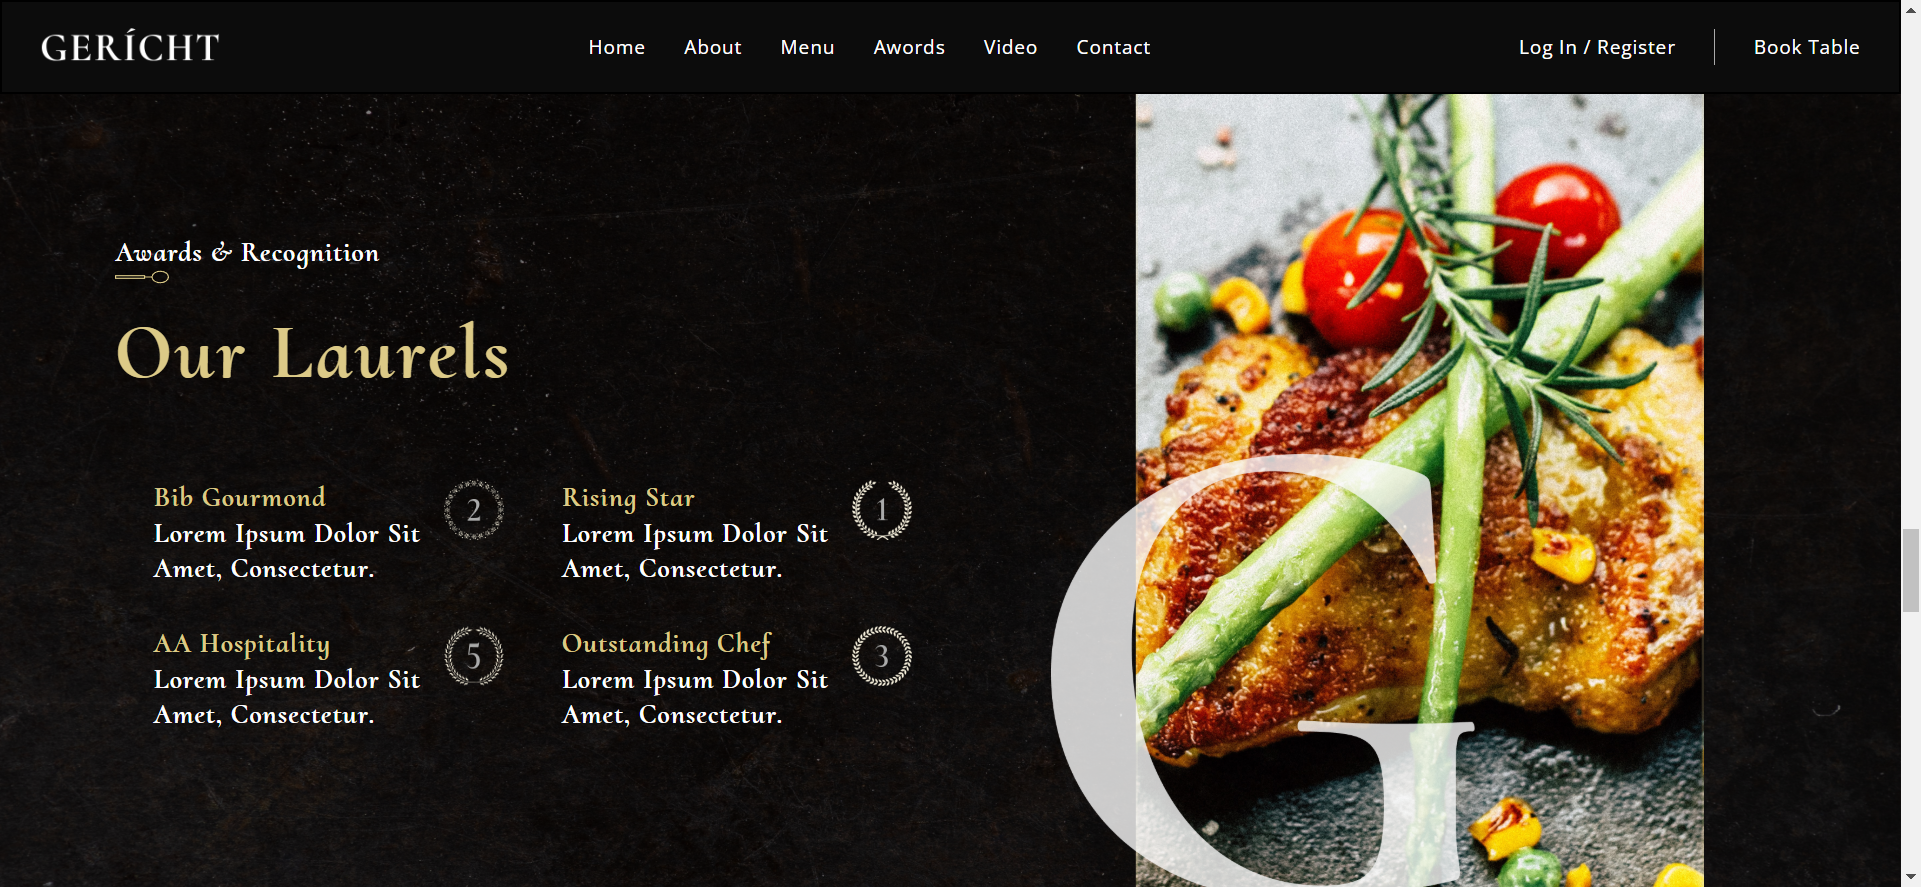 GERÍCHT
Home
About
Menu
Awords
Video
Contact
Log In / Register
Book Table
Awards & Recognition
Our Laurels
Bib Gourmond
Lorem Ipsum Dolor Sit
Amet, Consectetur.
2
Rising Star
Lorem Ipsum Dolor Sit
Amet, Consectetur.
1
AA Hospitality
Lorem Ipsum Dolor Sit
Amet, Consectetur.
5
Outstanding Chef
Lorem Ipsum Dolor Sit
Amet, Consectetur.
3
G